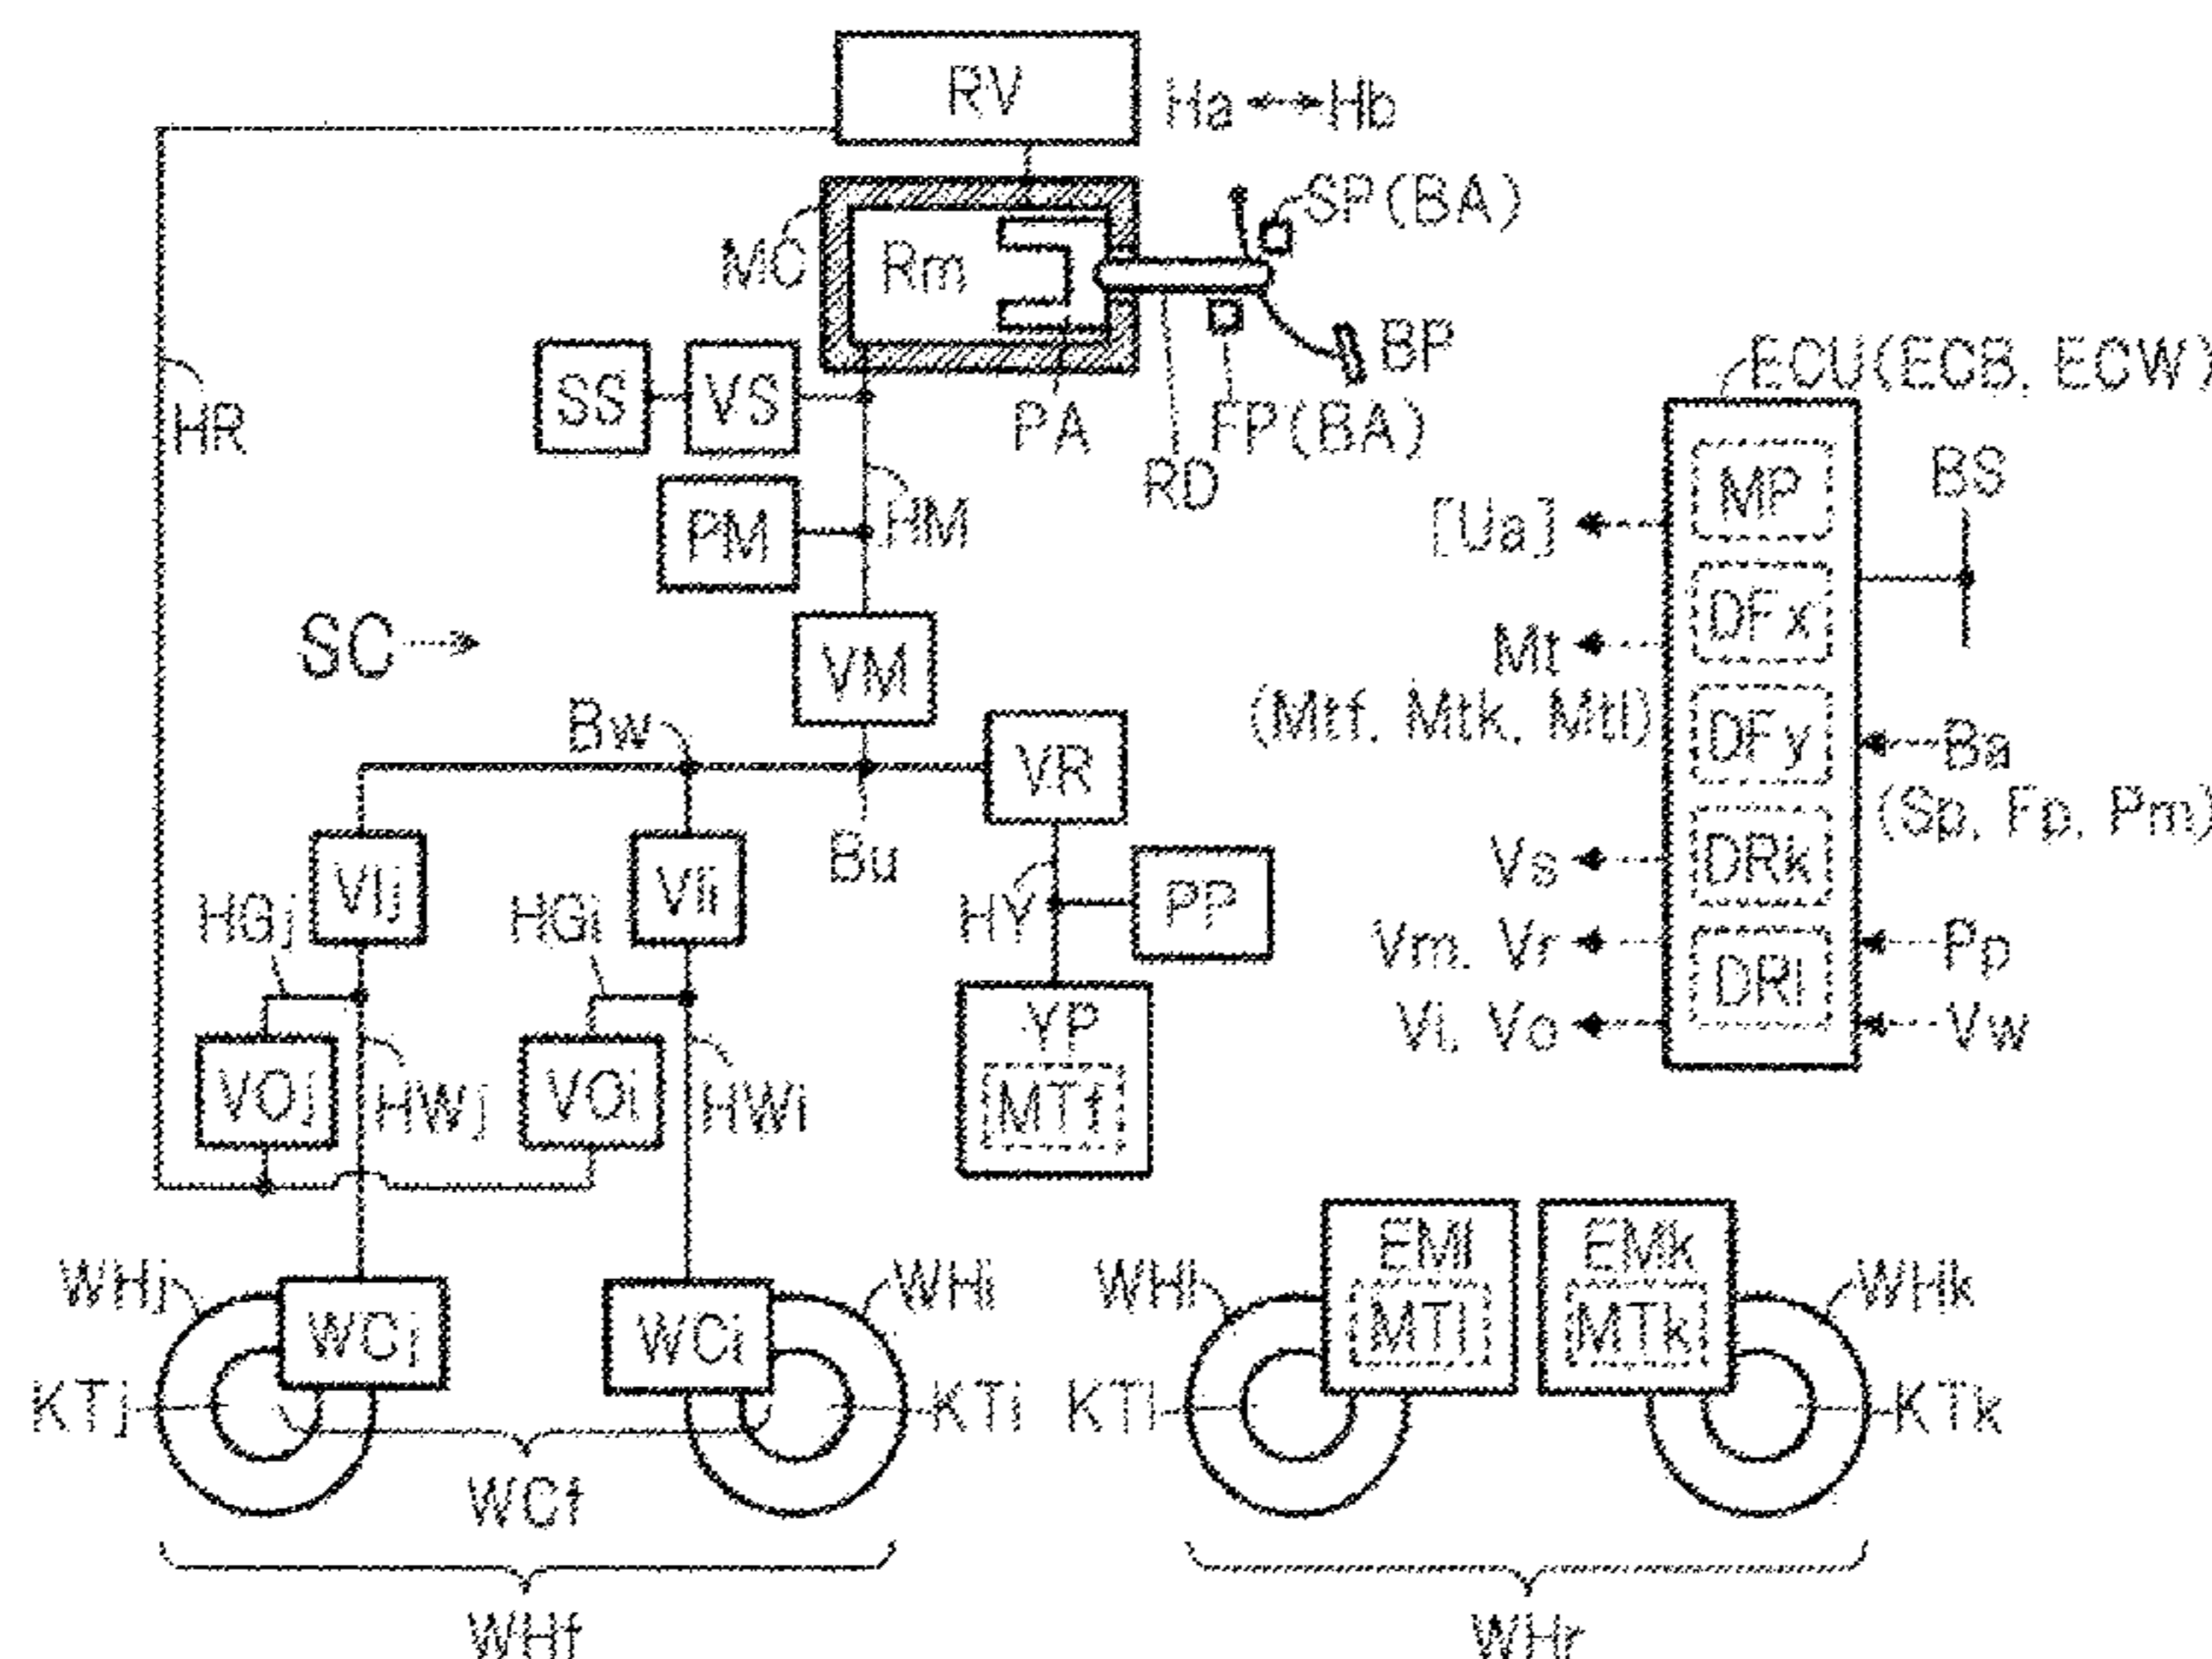 RV
Ha Hb
SP(BA)
MC
Rm
BP
SS
VS
PA
FP(BA)
ECU(ECB, ECW)
HR
RD
MP
BS
PM
HM
[Ua]
DFx
SC
VM
Mt
(Mtf, Mtk, Mtl)
Bw
VR
DFy
Ba
(Sp, Fp, Pm)
Bu
VIj
VIi
HGj
HGi
HY
PP
Vs
DRk
Vm, Vr
Pp
YP
DRl
VOj
HWj
VOi
HWi
MTf
Vi, Vo
Vw
WHj
WCj
WCi
WHi
WHl
EMl
MTl
EMk
MTk
WHk
KTj
KTi
KTl
KTk
WCf
WHf
WHr